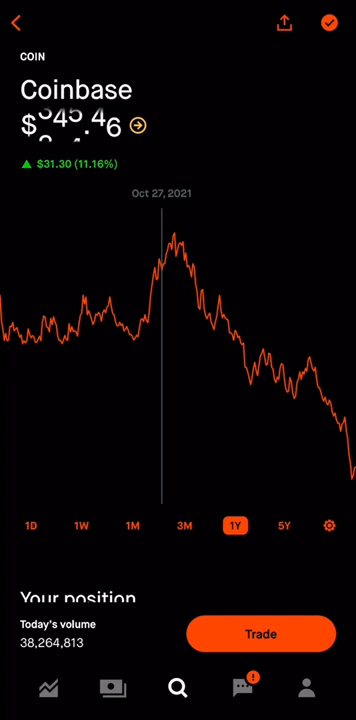 COIN
Coinbase
$31.30 (11.16%)
Oct 27, 2021
1D 1W 1M 3M 1Y 5Y
Your position
Today's volume
38,264,813
Trade
!